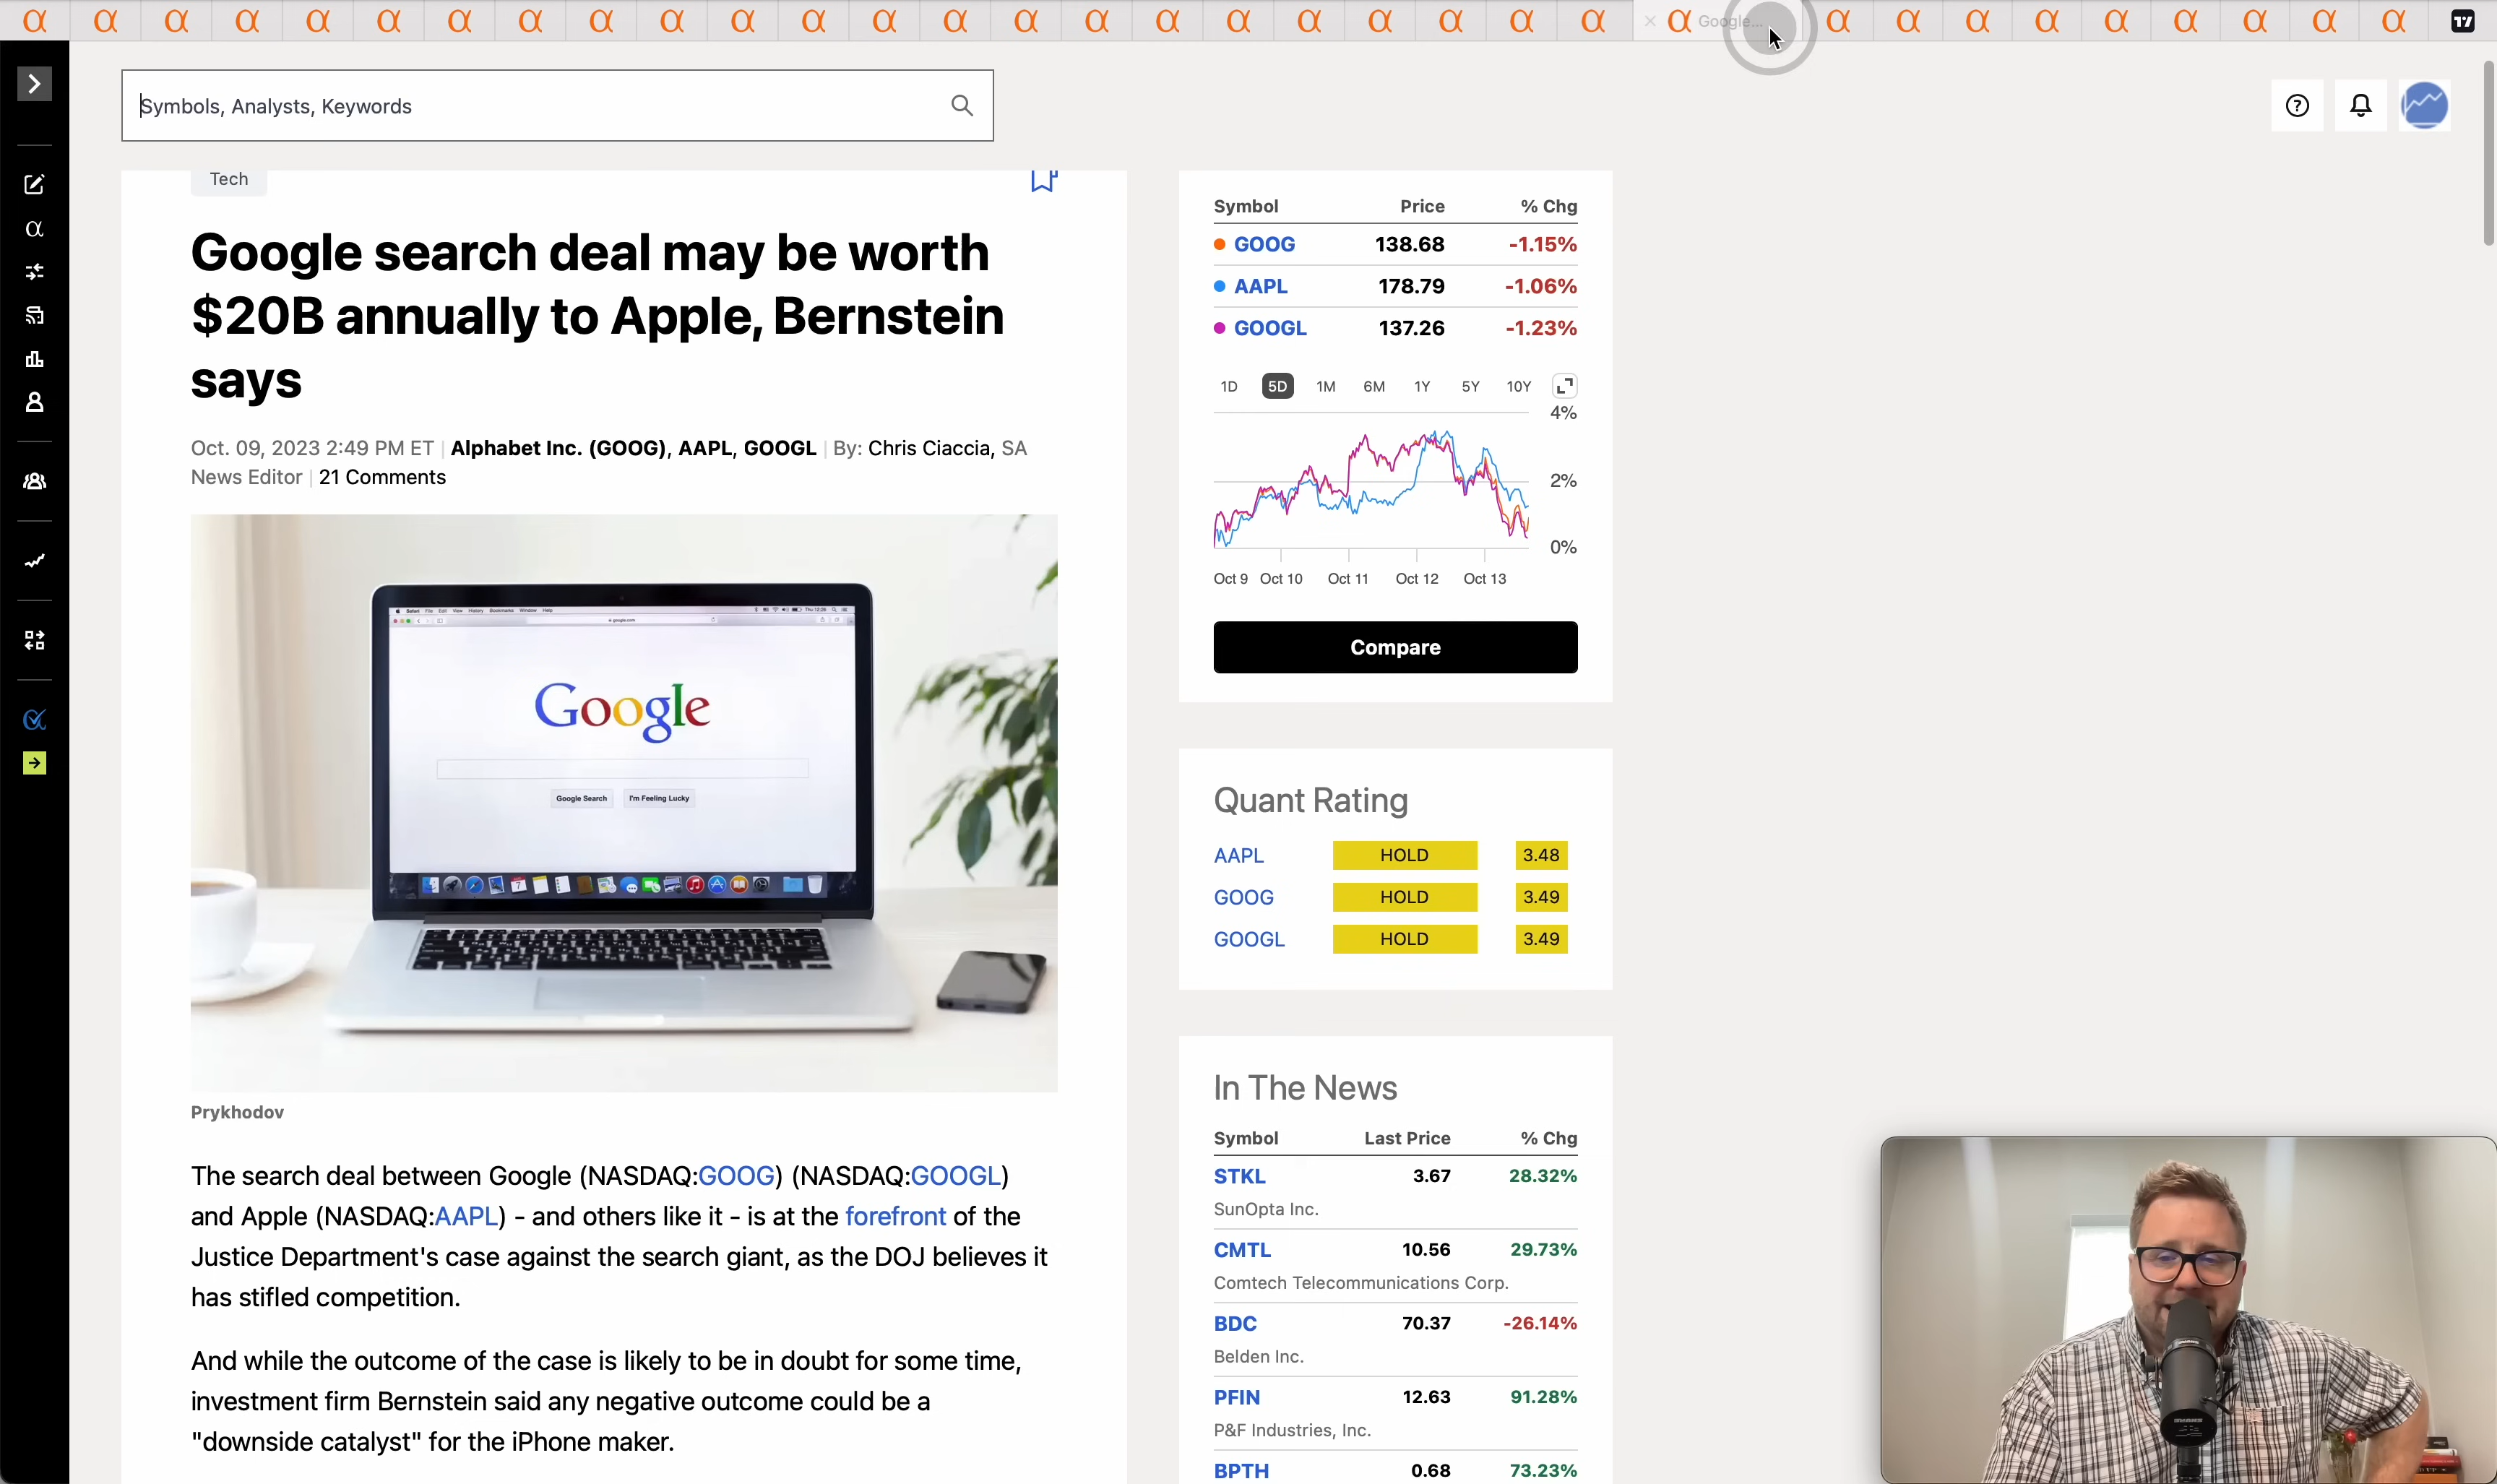 Google...
Symbols, Analysts, Keywords
Tech
Google search deal may be worth
$20B annually to Apple, Bernstein
says
Oct. 09, 2023 2:49 PM ET | Alphabet Inc. (GOOG), AAPL, GOOGL | By: Chris Ciaccia, SA
News Editor | 21 Comments
Google
Google Search I'm Feeling Lucky
Prykhodov
The search deal between Google (NASDAQ:GOOG) (NASDAQ:GOOGL)
and Apple (NASDAQ:AAPL) - and others like it - is at the forefront of the
Justice Department's case against the search giant, as the DOJ believes it
has stifled competition.
And while the outcome of the case is likely to be in doubt for some time,
investment firm Bernstein said any negative outcome could be a
"downside catalyst" for the iPhone maker.
Symbol Price % Chg
GOOG 138.68 -1.15%
AAPL 178.79 -1.06%
GOOGL 137.26 -1.23%
1D 5D 1M 6M 1Y 5Y 10Y
4%
2%
0%
Oct 9 Oct 10 Oct 11 Oct 12 Oct 13
Compare
Quant Rating
AAPL HOLD 3.48
GOOG HOLD 3.49
GOOGL HOLD 3.49
In The News
Symbol Last Price % Chg
STKL 3.67 28.32%
SunOpta Inc.
CMTL 10.56 29.73%
Comtech Telecommunications Corp.
BDC 70.37 -26.14%
Belden Inc.
PFIN 12.63 91.28%
P&F Industries, Inc.
BPTH 0.68 73.23%